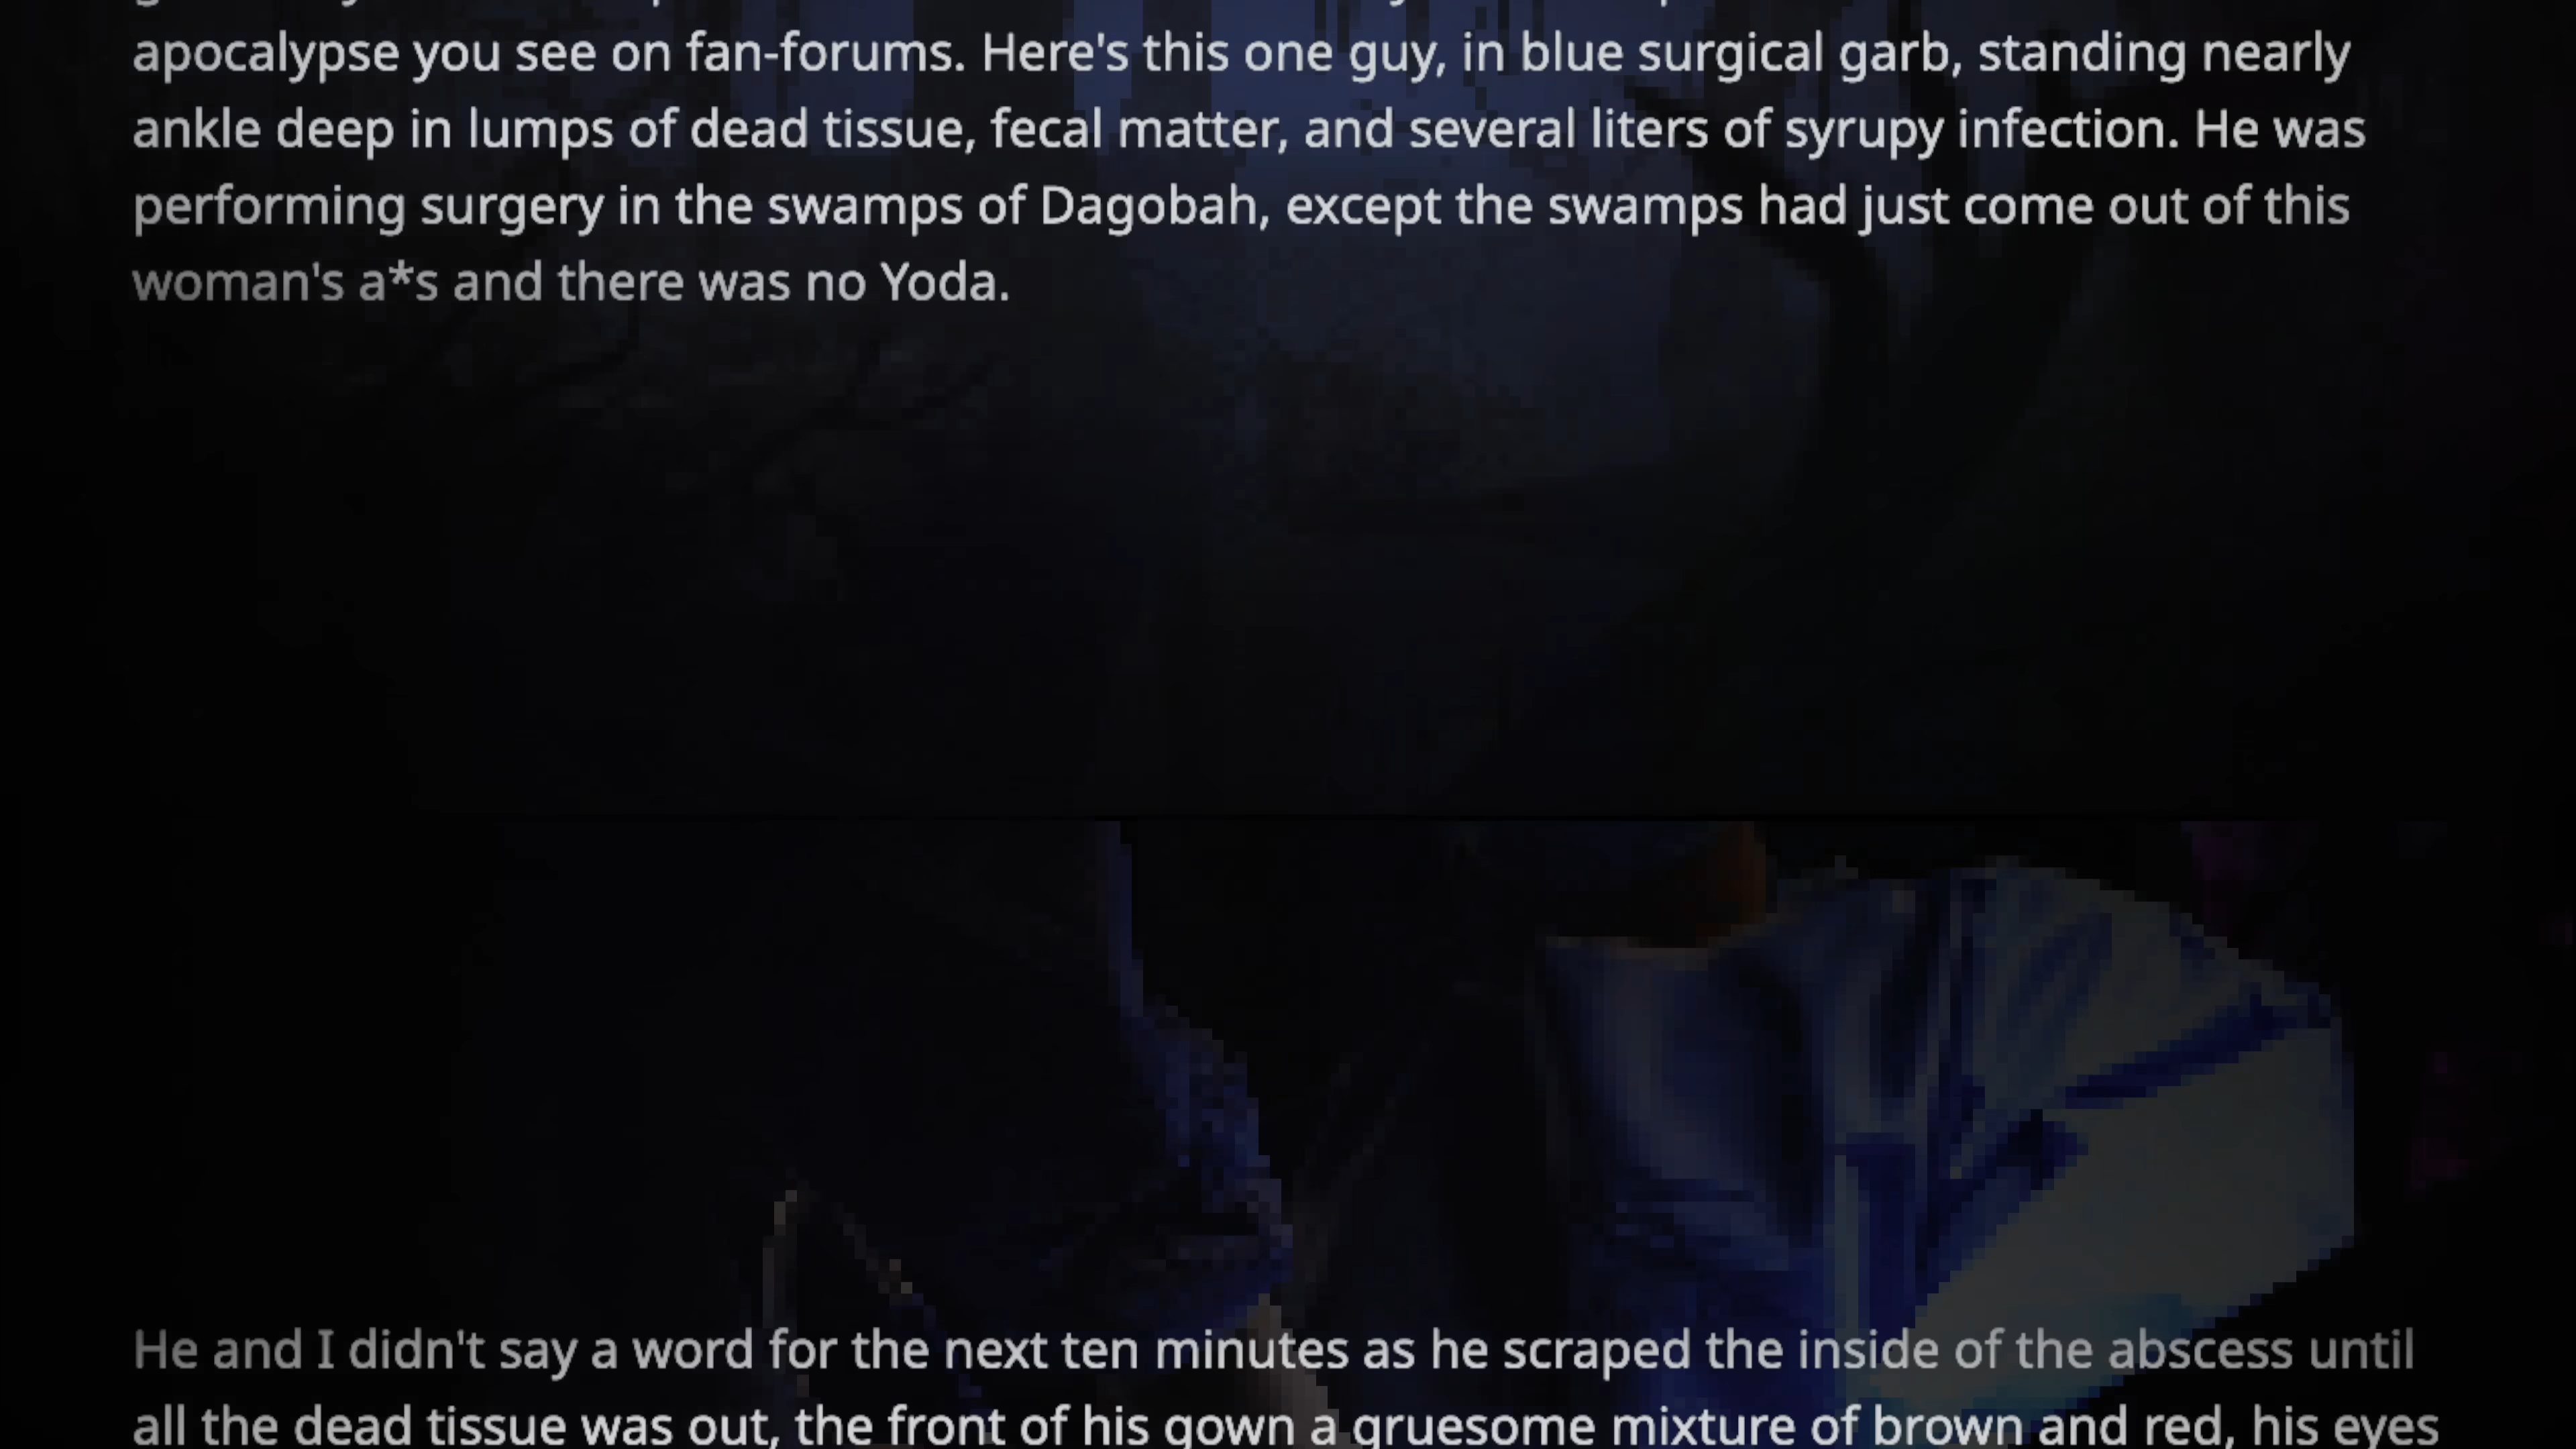 apocalypse you see on fan-forums. Here's this one guy, in blue surgical garb, standing nearly
ankle deep in lumps of dead tissue, fecal matter, and several liters of syrupy infection. He was
performing surgery in the swamps of Dagobah, except the swamps had just come out of this
woman's a*s and there was no Yoda.
He and I didn't say a word for the next ten minutes as he scraped the inside of the abscess until
all the dead tissue was out, the front of his gown a gruesome mixture of brown and red, his eyes